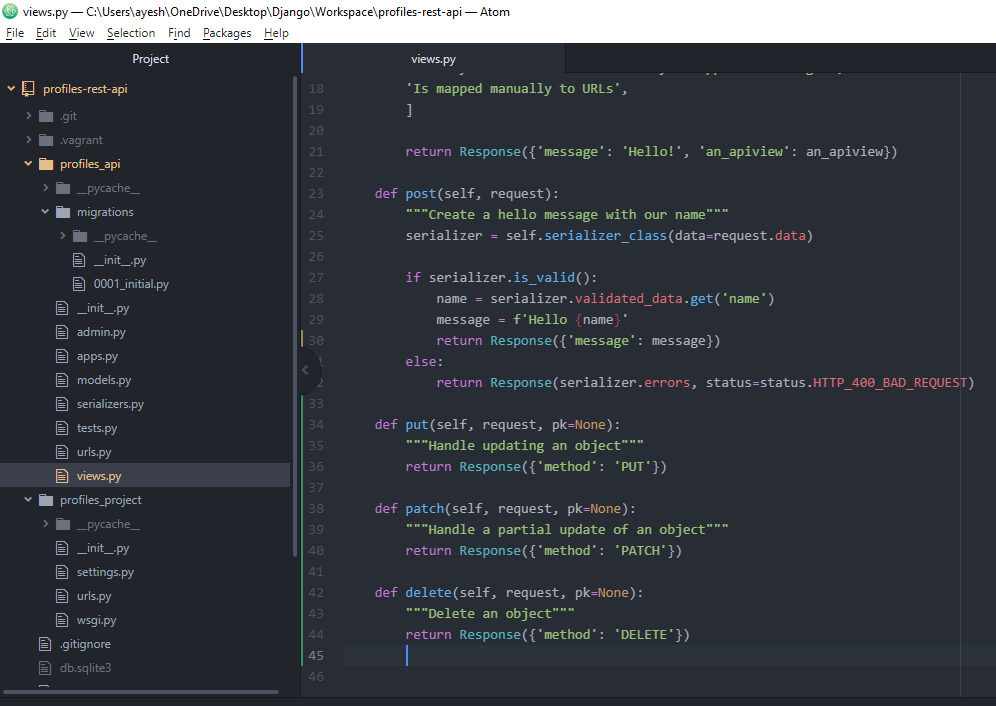 views.py — C:\Users\ayesh\OneDrive\Desktop\Django\Workspace\profiles-rest-api — Atom
File Edit View Selection Find Packages Help
Project
profiles-rest-api
.git
.vagrant
profiles_api
__pycache__
migrations
__pycache__
__init__.py
0001_initial.py
__init__.py
admin.py
apps.py
models.py
serializers.py
tests.py
urls.py
views.py
profiles_project
__pycache__
__init__.py
settings.py
urls.py
wsgi.py
.gitignore
db.sqlite3
views.py
18 'Is mapped manually to URLs',
19 ]
20
21 return Response({'message': 'Hello!', 'an_apiview': an_apiview})
22
23 def post(self, request):
24 """Create a hello message with our name"""
25 serializer = self.serializer_class(data=request.data)
26
27 if serializer.is_valid():
28 name = serializer.validated_data.get('name')
29 message = f'Hello {name}'
30 return Response({'message': message})
else:
return Response(serializer.errors, status=status.HTTP_400_BAD_REQUEST)
33
34 def put(self, request, pk=None):
35 """Handle updating an object"""
36 return Response({'method': 'PUT'})
37
38 def patch(self, request, pk=None):
39 """Handle a partial update of an object"""
40 return Response({'method': 'PATCH'})
41
42 def delete(self, request, pk=None):
43 """Delete an object"""
44 return Response({'method': 'DELETE'})
45
46